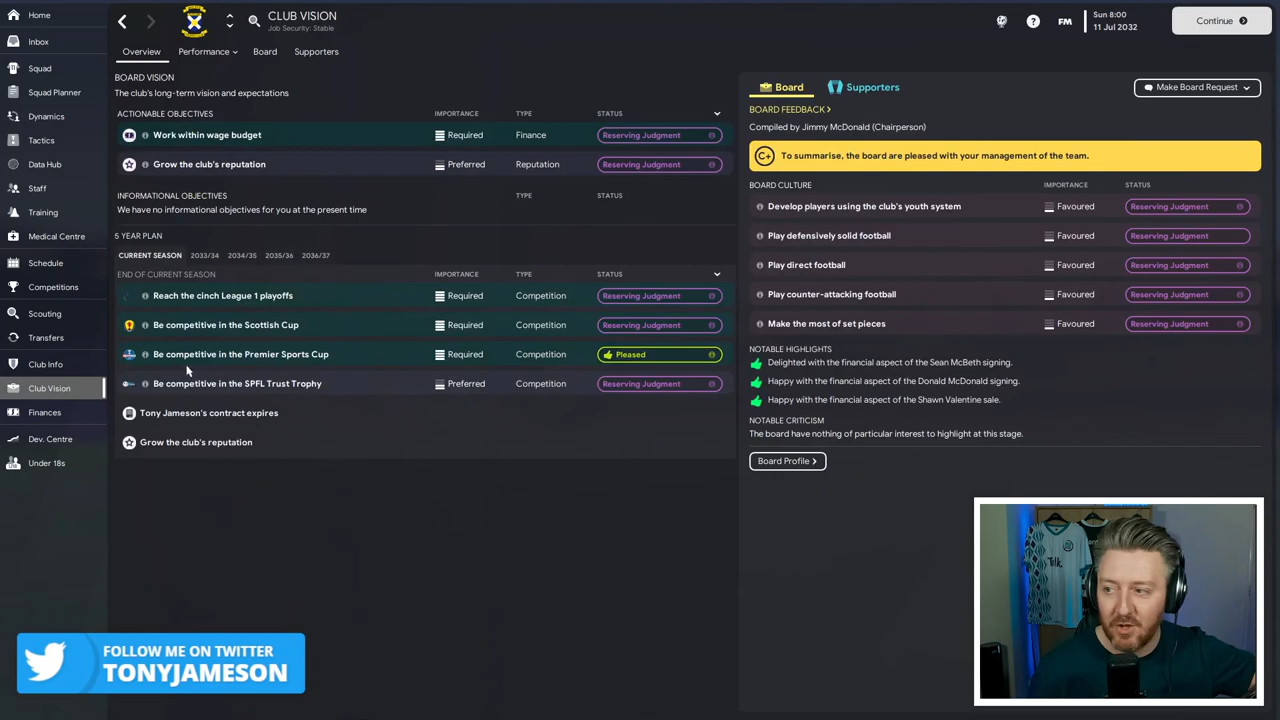 Home
Inbox
Squad
Squad Planner
Dynamics
Tactics
Data Hub
Staff
Training
Medical Centre
Schedule
Competitions
Scouting
Transfers
Club Info
Club Vision
Finances
Dev. Centre
Under 18s
CLUB VISION
Job Security: Stable
FM
Sun 8:00
11 Jul 2032
Continue
Overview Performance Board Supporters
BOARD VISION
The club's long-term vision and expectations
ACTIONABLE OBJECTIVES IMPORTANCE TYPE STATUS
Work within wage budget Required Finance Reserving Judgment
Grow the club's reputation Preferred Reputation Reserving Judgment
INFORMATIONAL OBJECTIVES TYPE STATUS
We have no informational objectives for you at the present time
5 YEAR PLAN
CURRENT SEASON 2033/34 2034/35 2035/36 2036/37
END OF CURRENT SEASON IMPORTANCE TYPE STATUS
Reach the cinch League 1 playoffs Required Competition Reserving Judgment
Be competitive in the Scottish Cup Required Competition Reserving Judgment
Be competitive in the Premier Sports Cup Required Competition Pleased
Be competitive in the SPFL Trust Trophy Preferred Competition Reserving Judgment
Tony Jameson's contract expires
Grow the club's reputation
Board Supporters Make Board Request
BOARD FEEDBACK
Compiled by Jimmy McDonald (Chairperson)
C+ To summarise, the board are pleased with your management of the team.
BOARD CULTURE IMPORTANCE STATUS
Develop players using the club's youth system Favoured Reserving Judgment
Play defensively solid football Favoured Reserving Judgment
Play direct football Favoured Reserving Judgment
Play counter-attacking football Favoured Reserving Judgment
Make the most of set pieces Favoured Reserving Judgment
NOTABLE HIGHLIGHTS
Delighted with the financial aspect of the Sean McBeth signing.
Happy with the financial aspect of the Donald McDonald signing.
Happy with the financial aspect of the Shawn Valentine sale.
NOTABLE CRITICISM
The board have nothing of particular interest to highlight at this stage.
Board Profile
FOLLOW ME ON TWITTER
TONYJAMESON